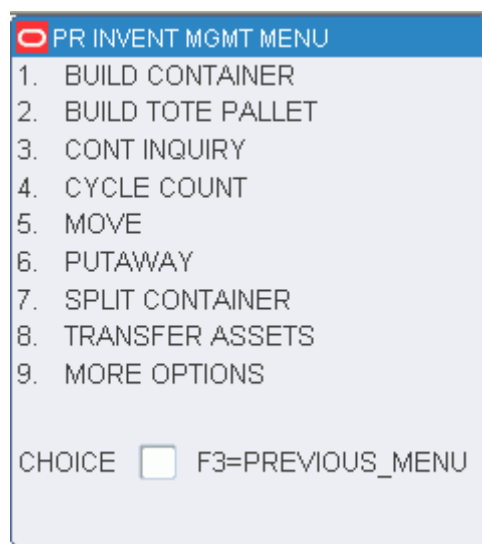 PR INVENT MGMT MENU
1. BUILD CONTAINER
2. BUILD TOTE PALLET
3. CONT INQUIRY
4. CYCLE COUNT
5. MOVE
6. PUTAWAY
7. SPLIT CONTAINER
8. TRANSFER ASSETS
9. MORE OPTIONS
CHOICE F3=PREVIOUS_MENU